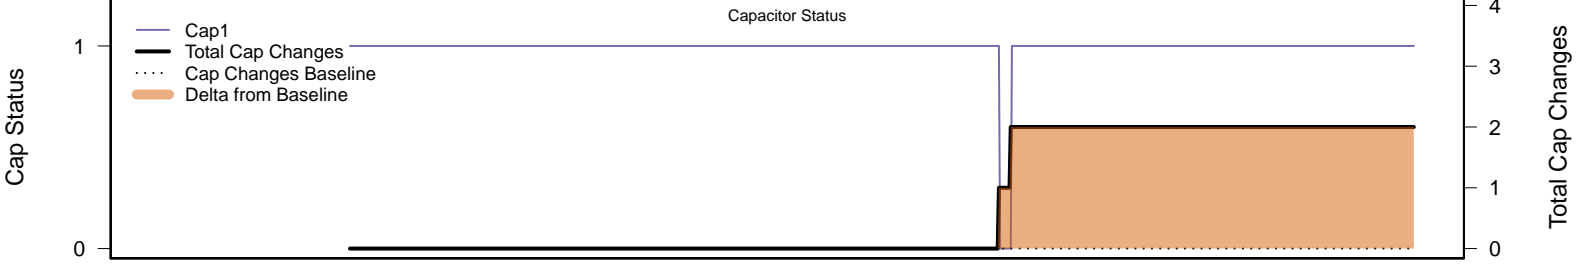 Capacitor Status
Cap1
Total Cap Changes
Cap Changes Baseline
Delta from Baseline
Cap Status
1
0
4
3
2
1
0
Total Cap Changes